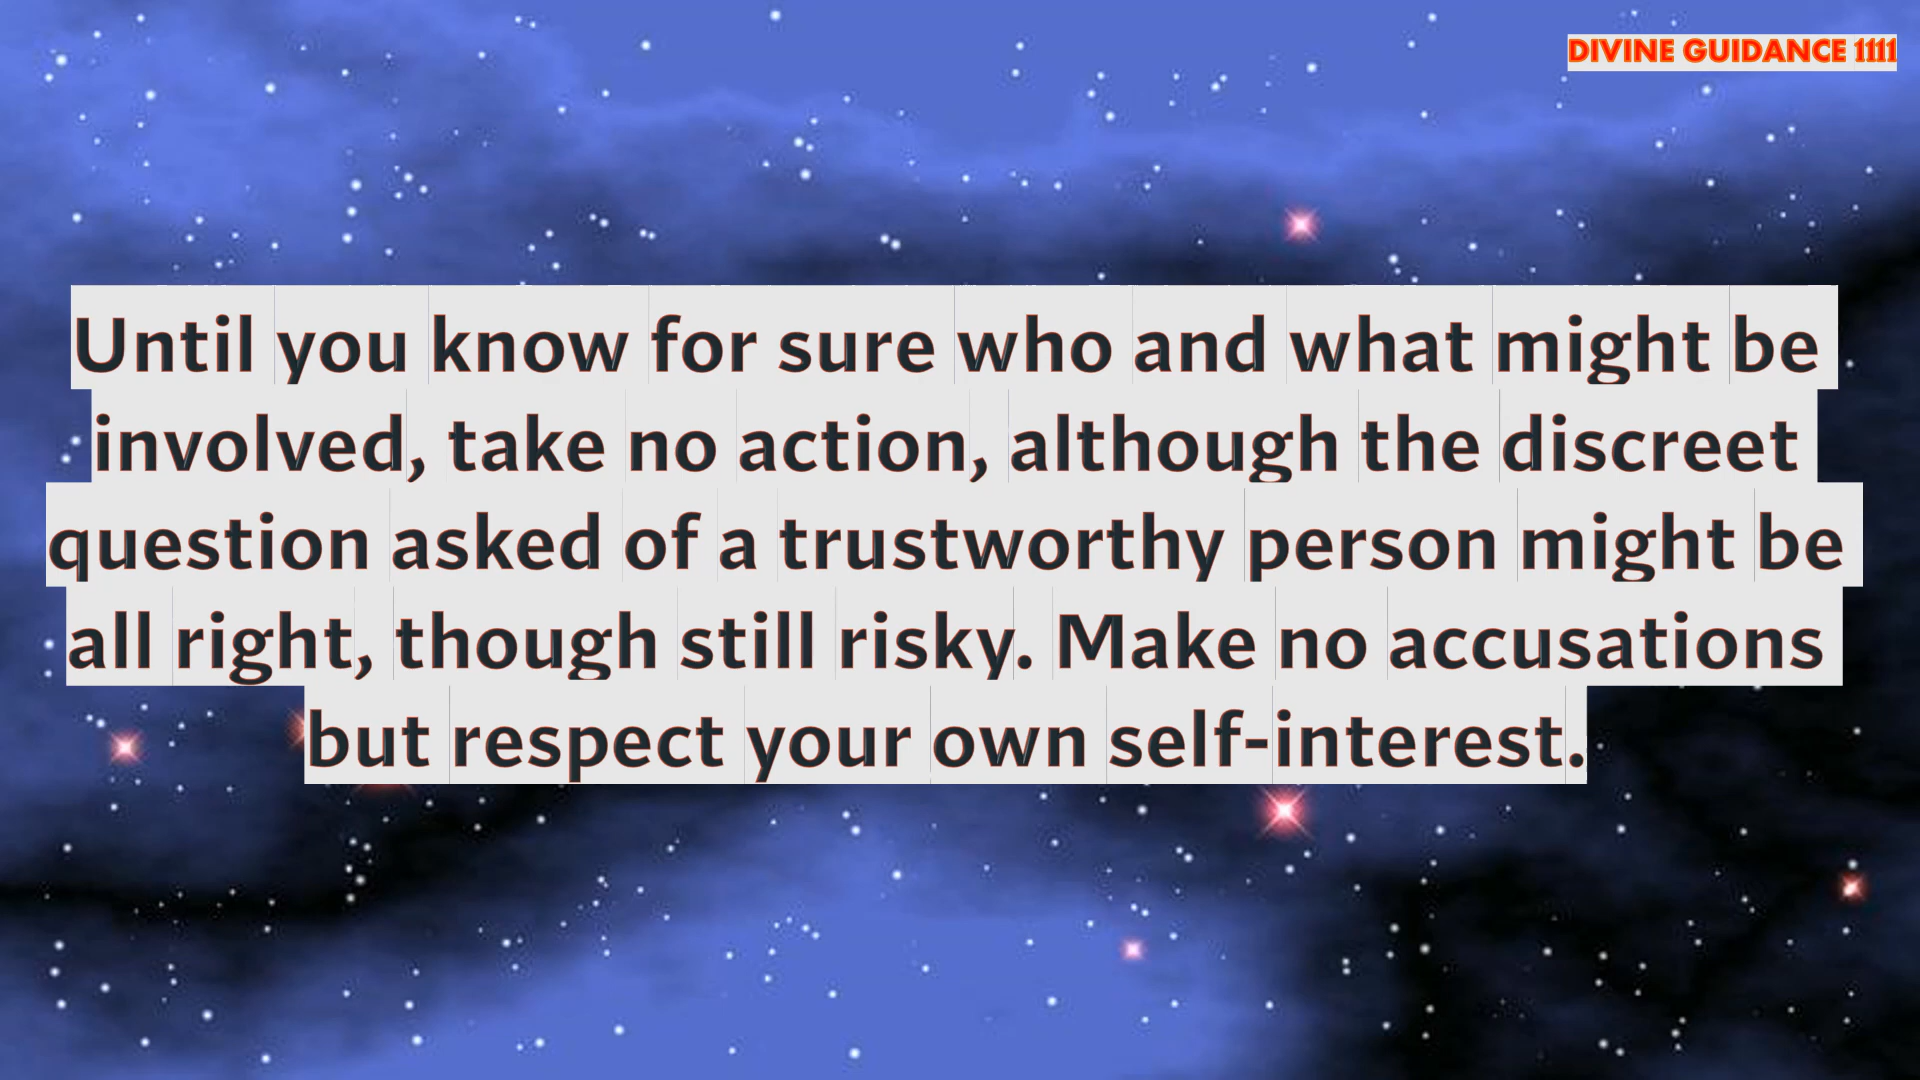 DIVINE GUIDANCE 1111
Until you know for sure who and what might be
involved, take no action, although the discreet
question asked of a trustworthy person might be
all right, though still risky. Make no accusations
but respect your own self-interest.